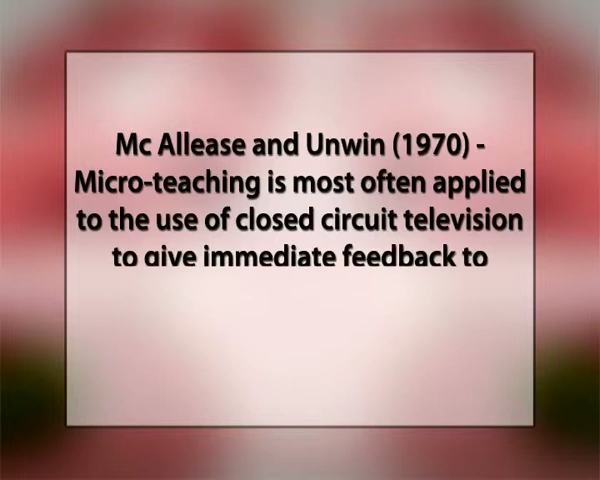 Mc Allease and Unwin (1970) -
Micro-teaching is most often applied
to the use of closed circuit television
to give immediate feedback to